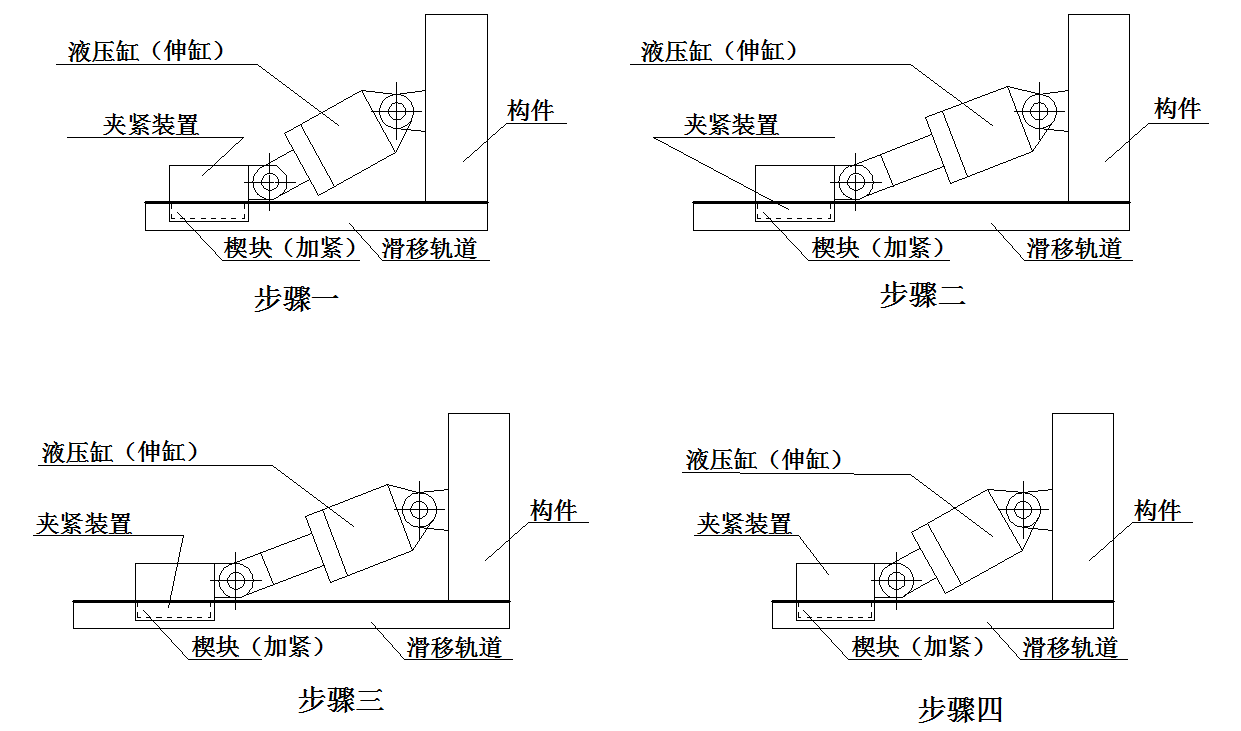 液压缸（伸缸）
夹紧装置
构件
楔块（加紧）
滑移轨道
步骤一
液压缸（伸缸）
夹紧装置
构件
楔块（加紧）
滑移轨道
步骤二
液压缸（伸缸）
夹紧装置
构件
楔块（加紧）
滑移轨道
步骤三
液压缸（伸缸）
夹紧装置
构件
楔块（加紧）
滑移轨道
步骤四